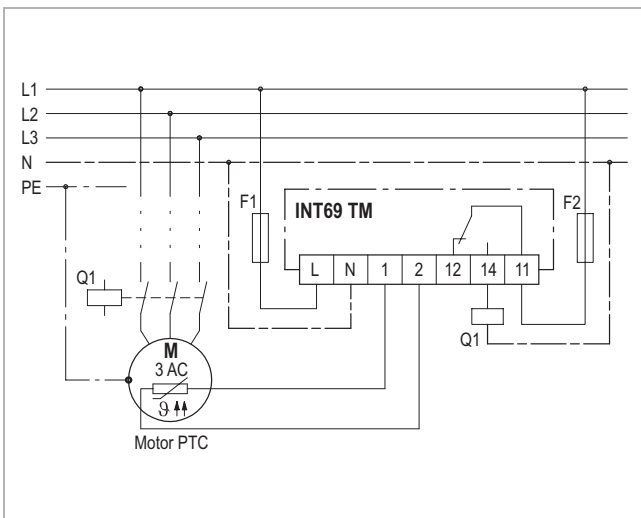 L1
L2
L3
N
PE
F1
INT69 TM
F2
L N 1 2 12 14 11
Q1
Q1
M
3 AC
ϑ
Motor PTC